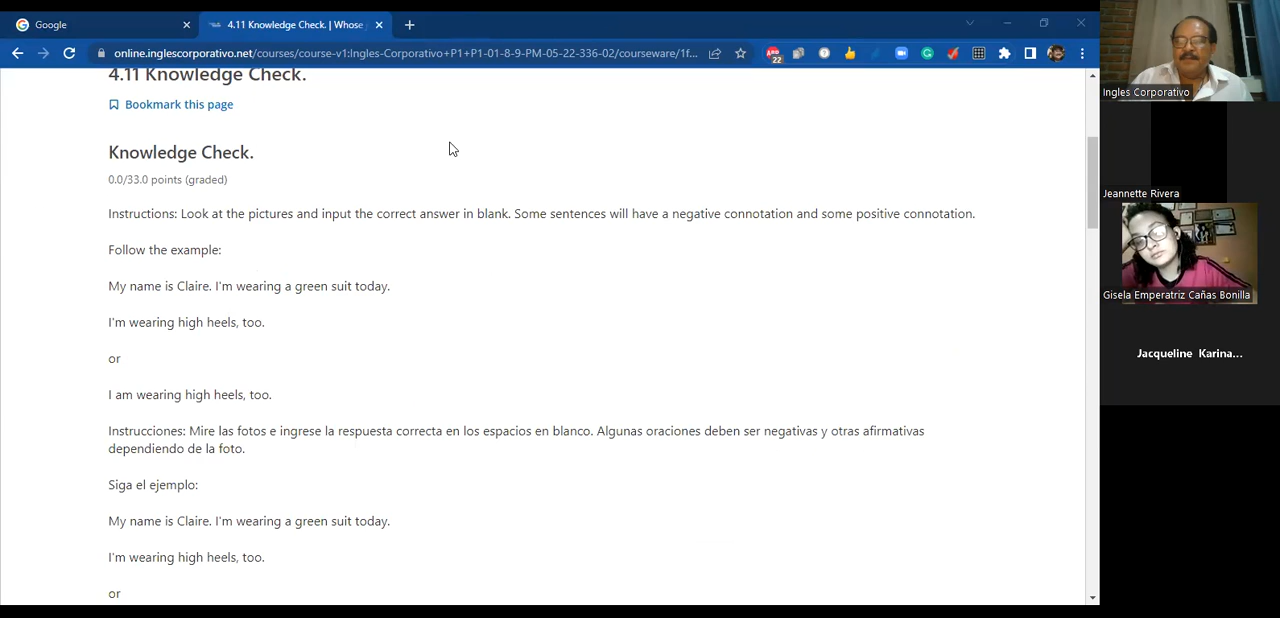 Google
4.11 Knowledge Check. | Whose
online.inglescorporativo.net/courses/course-v1:Ingles-Corporativo+P1+P1-01-8-9-PM-05-22-336-02/courseware/1f...
22
4.11 Knowledge Check.
Bookmark this page
Knowledge Check.
0.0/33.0 points (graded)
Instructions: Look at the pictures and input the correct answer in blank. Some sentences will have a negative connotation and some positive connotation.
Follow the example:
My name is Claire. I'm wearing a green suit today.
I'm wearing high heels, too.
or
I am wearing high heels, too.
Instrucciones: Mire las fotos e ingrese la respuesta correcta en los espacios en blanco. Algunas oraciones deben ser negativas y otras afirmativas
dependiendo de la foto.
Siga el ejemplo:
My name is Claire. I'm wearing a green suit today.
I'm wearing high heels, too.
or
Ingles Corporativo
Jeannette Rivera
Gisela Emperatriz Cañas Bonilla
Jacqueline Karina...